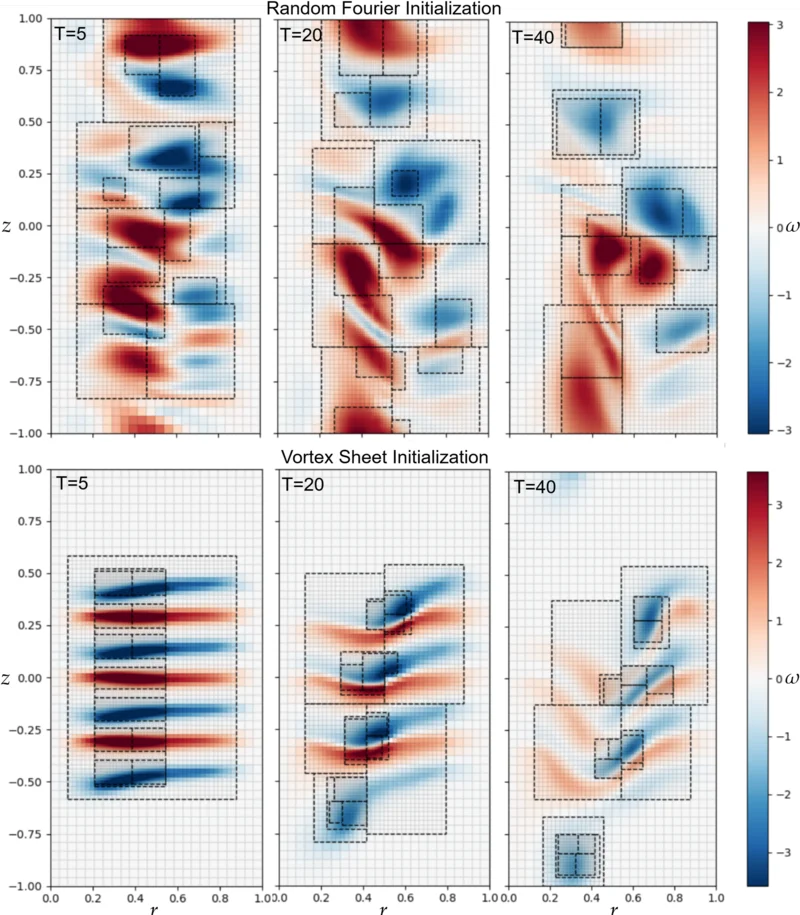 Random Fourier Initialization
T=5 T=20 T=40
1.00
0.75
0.50
0.25
z 0.00
−0.25
−0.50
−0.75
−1.00
3
2
1
0 ω
−1
−2
−3
Vortex Sheet Initialization
T=5 T=20 T=40
1.00
0.75
0.50
0.25
z 0.00
−0.25
−0.50
−0.75
−1.00
3
2
1
0 ω
−1
−2
−3
0.0 0.2 0.4 0.6 0.8 1.0 0.0 0.2 0.4 0.6 0.8 1.0 0.0 0.2 0.4 0.6 0.8 1.0
r r r